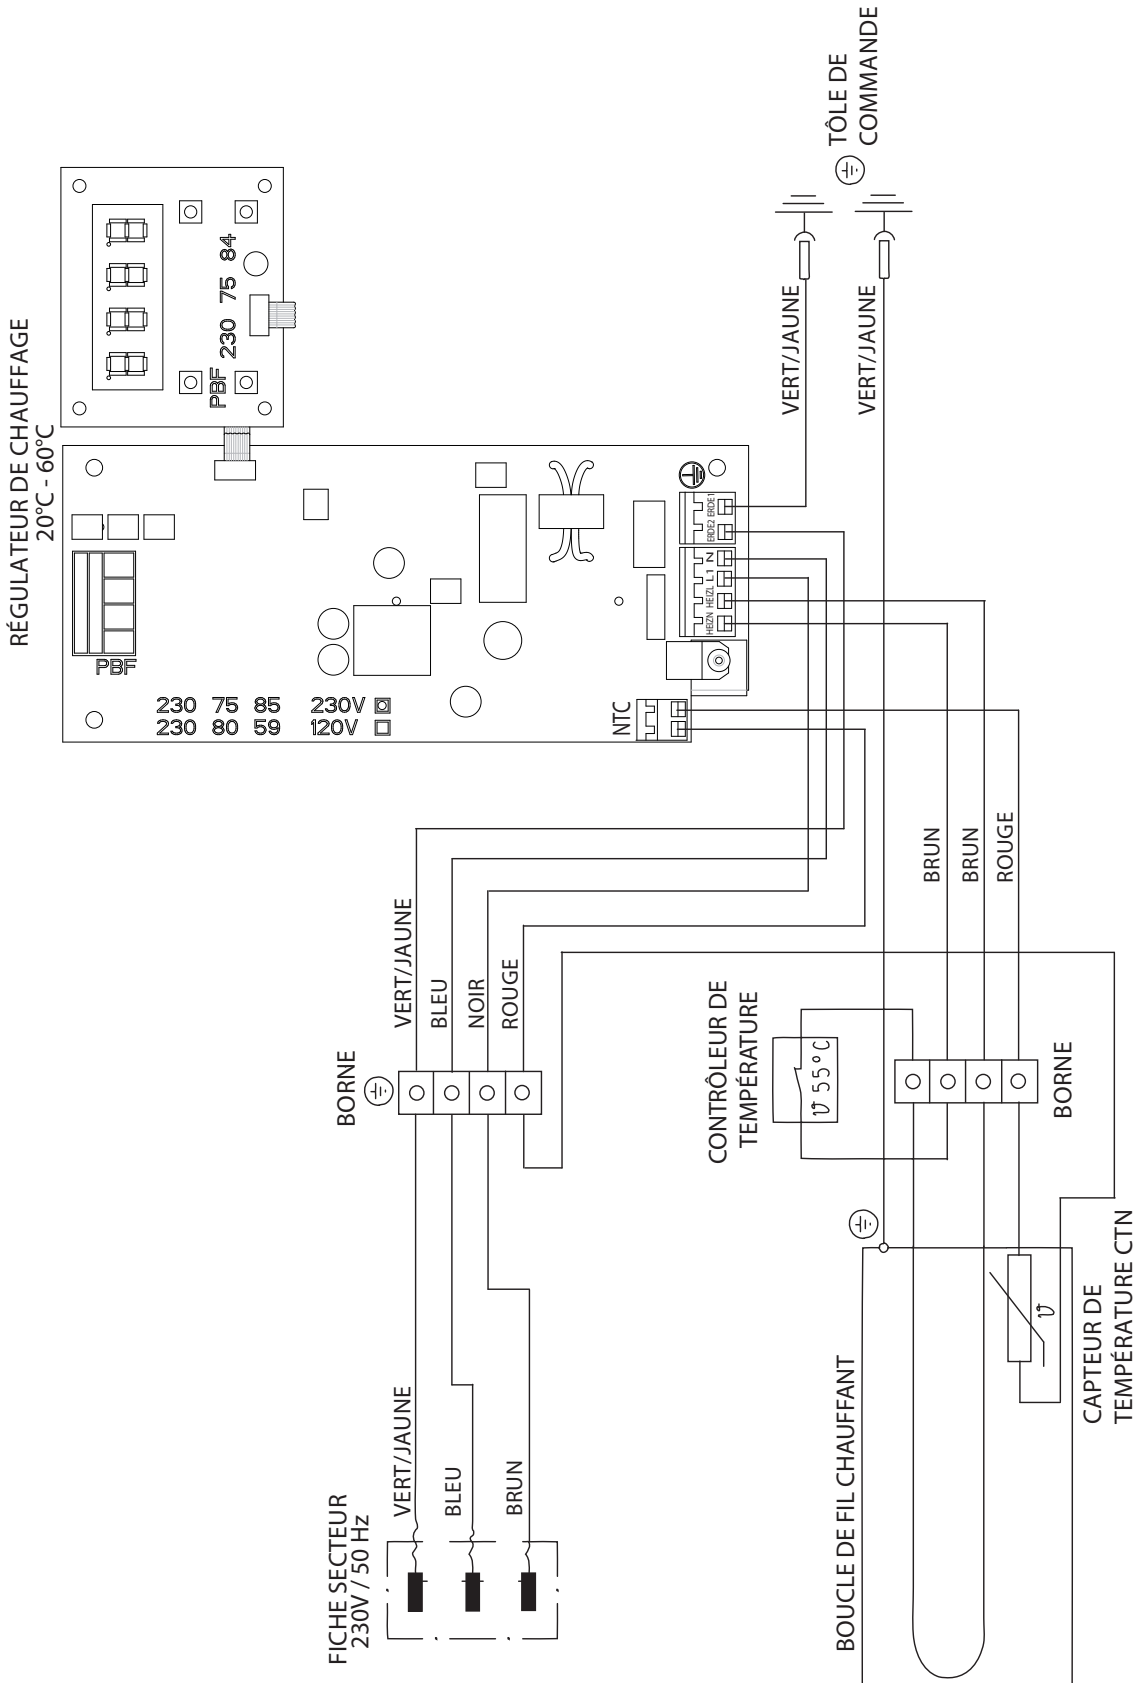 RÉGULATEUR DE CHAUFFAGE
20°C - 60°C
PBF 230 75 84
PBF
230 75 85 230V
230 80 59 120V
NTC
HEIZN HEIZL L1 N
ERDE2 ERDE1
TÔLE DE
COMMANDE
VERT/JAUNE
VERT/JAUNE
BORNE
VERT/JAUNE
BLEU
NOIR
ROUGE
BRUN
BRUN
ROUGE
CONTRÔLEUR DE
TEMPÉRATURE
ϑ 55°C
BORNE
FICHE SECTEUR
230V / 50 Hz
VERT/JAUNE
BLEU
BRUN
BOUCLE DE FIL CHAUFFANT
ϑ
CAPTEUR DE
TEMPÉRATURE CTN